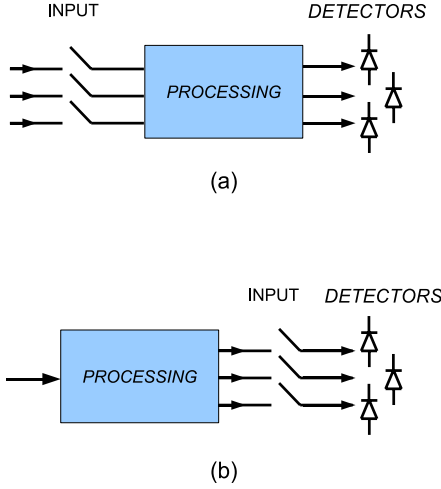 INPUT
DETECTORS
PROCESSING
(a)
INPUT
DETECTORS
PROCESSING
(b)